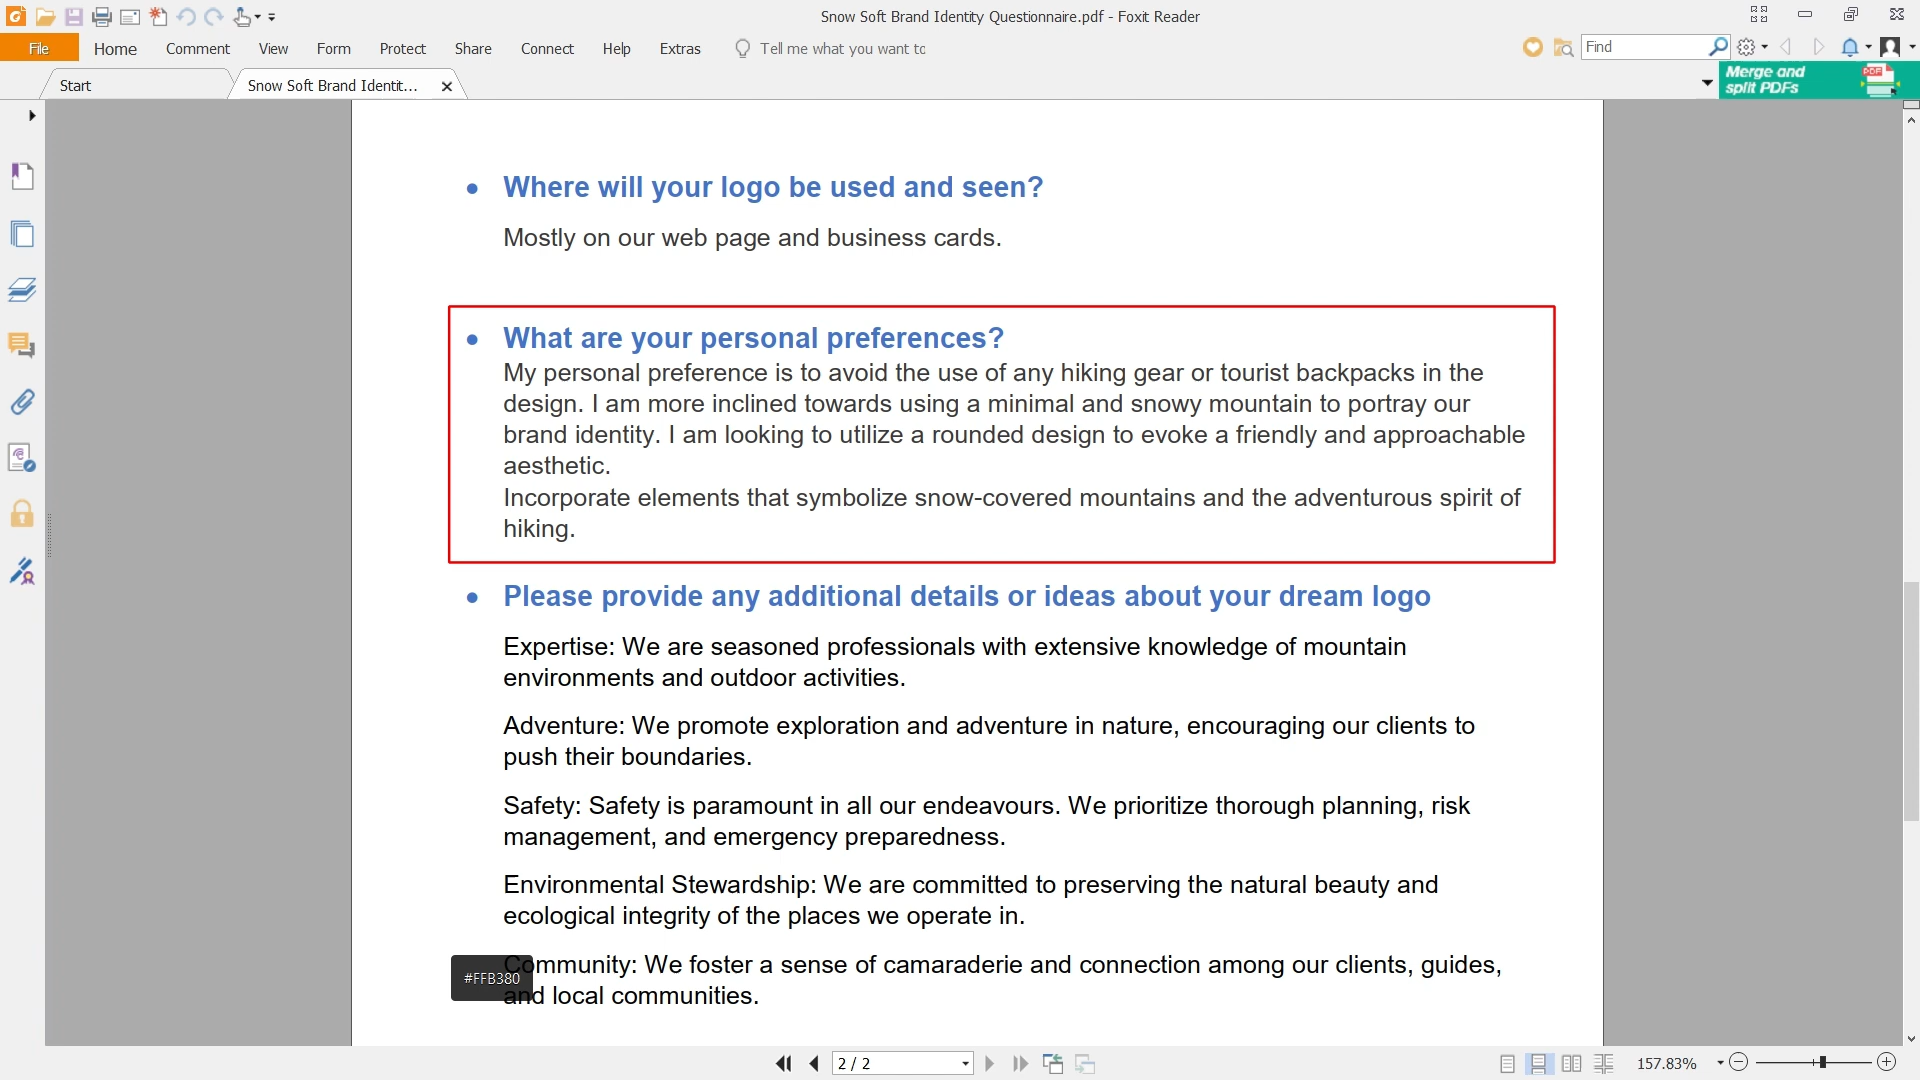 Snow Soft Brand Identity Questionnaire.pdf - Foxit Reader
File Home Comment View Form Protect Share Connect Help Extras Tell me what you want to Find
Start Snow Soft Brand Identit... Merge and
split PDFs PDF
• Where will your logo be used and seen?
Mostly on our web page and business cards.
• What are your personal preferences?
My personal preference is to avoid the use of any hiking gear or tourist backpacks in the
design. I am more inclined towards using a minimal and snowy mountain to portray our
brand identity. I am looking to utilize a rounded design to evoke a friendly and approachable
aesthetic.
Incorporate elements that symbolize snow-covered mountains and the adventurous spirit of
hiking.
• Please provide any additional details or ideas about your dream logo
Expertise: We are seasoned professionals with extensive knowledge of mountain
environments and outdoor activities.
Adventure: We promote exploration and adventure in nature, encouraging our clients to
push their boundaries.
Safety: Safety is paramount in all our endeavours. We prioritize thorough planning, risk
management, and emergency preparedness.
Environmental Stewardship: We are committed to preserving the natural beauty and
ecological integrity of the places we operate in.
Community: We foster a sense of camaraderie and connection among our clients, guides,
#FFB380
and local communities.
2 / 2 157.83%